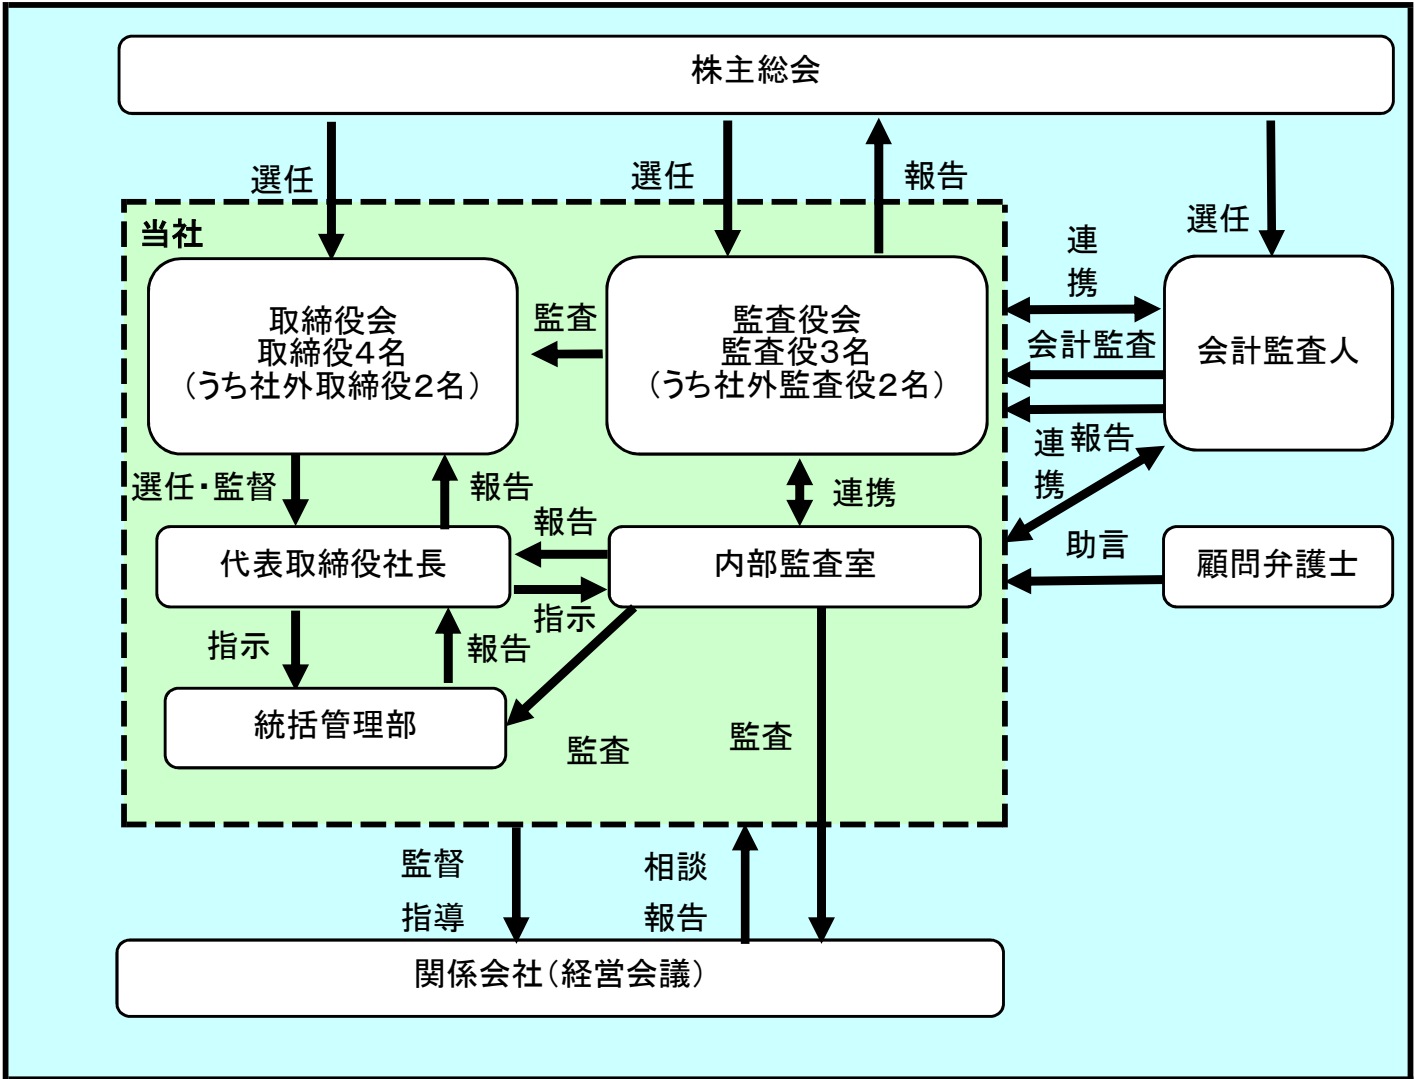 株主総会
選任
選任
報告
選任
当社
連
携
取締役会
取締役４名
（うち社外取締役２名）
監査
監査役会
監査役３名
（うち社外監査役２名）
会計監査
会計監査人
報告
連
携
選任・監督
報告
連携
報告
代表取締役社長
内部監査室
助言
顧問弁護士
指示
指示
報告
統括管理部
監査
監査
監督
指導
相談
報告
関係会社（経営会議）